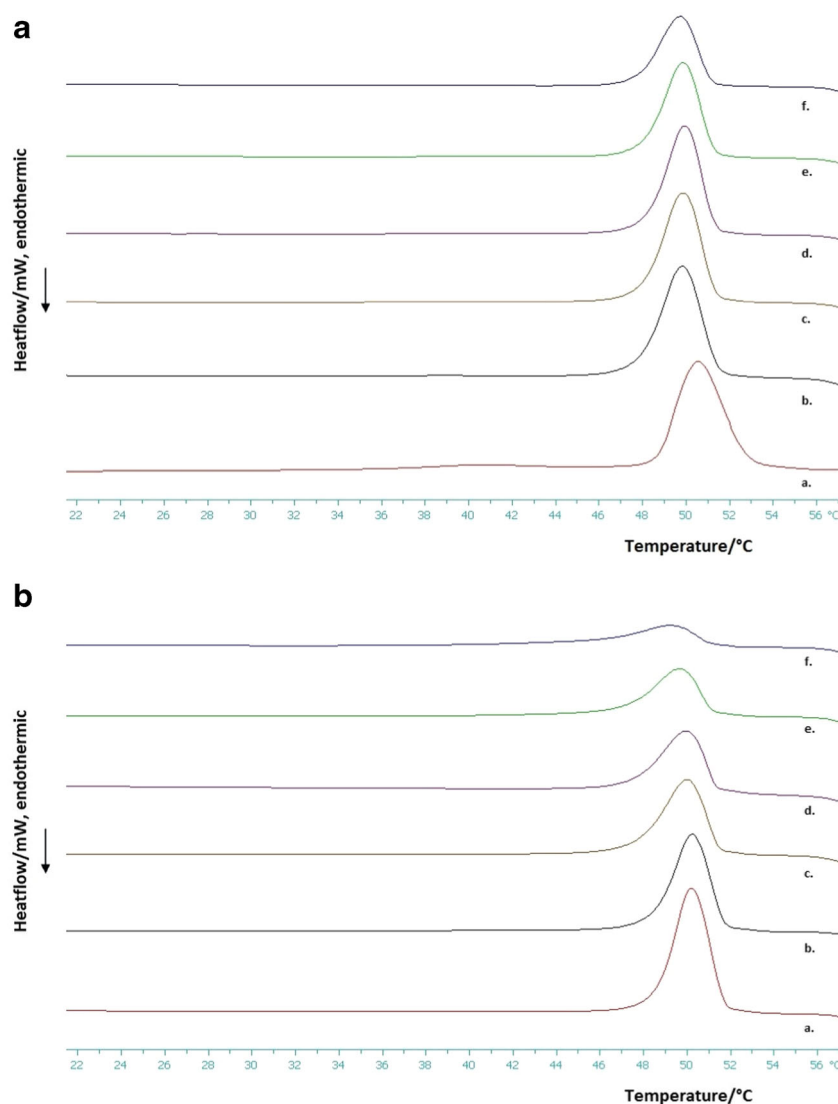 a
f.
e.
d.
c.
b.
a.
Heatflow/mW, endothermic
22 24 26 28 30 32 34 36 38 40 42 44 46 48 50 52 54 56 °C
Temperature/°C
b
f.
e.
d.
c.
b.
a.
Heatflow/mW, endothermic
22 24 26 28 30 32 34 36 38 40 42 44 46 48 50 52 54 56 °C
Temperature/°C